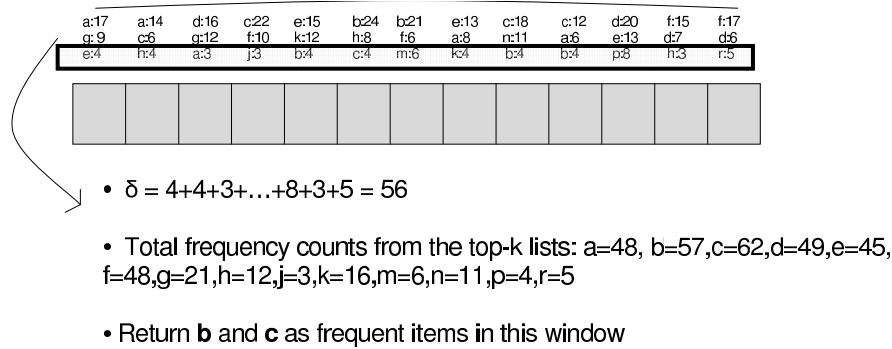 a:17 a:14 d:16 c:22 e:15 b:24 b:21 e:13 c:18 c:12 d:20 f:15 f:17
g: 9 c:6 g:12 f:10 k:12 h:8 f:6 a:8 n:11 a:6 e:13 d:7 d:6
e:4 h:4 a:3 j:3 b:4 c:4 m:6 k:4 b:4 b:4 p:8 h:3 r:5
• δ = 4+4+3+...+8+3+5 = 56
• Total frequency counts from the top-k lists: a=48, b=57,c=62,d=49,e=45,
f=48,g=21,h=12,j=3,k=16,m=6,n=11,p=4,r=5
• Return b and c as frequent items in this window